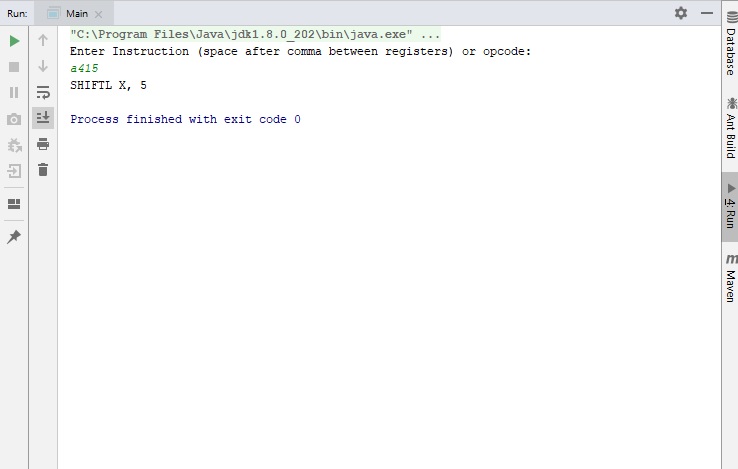 Run:
Main
"C:\Program Files\Java\jdk1.8.0_202\bin\java.exe" ...
Enter Instruction (space after comma between registers) or opcode:
a415
SHIFTL X, 5
Process finished with exit code 0
Database
Ant Build
4: Run
m
Maven